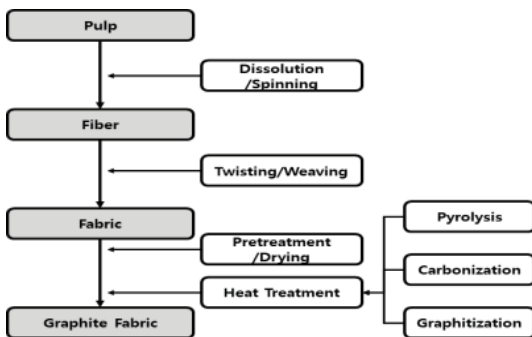 Pulp
Dissolution
/Spinning
Fiber
Twisting/Weaving
Fabric
Pretreatment
/Drying
Heat Treatment
Graphite Fabric
Pyrolysis
Carbonization
Graphitization